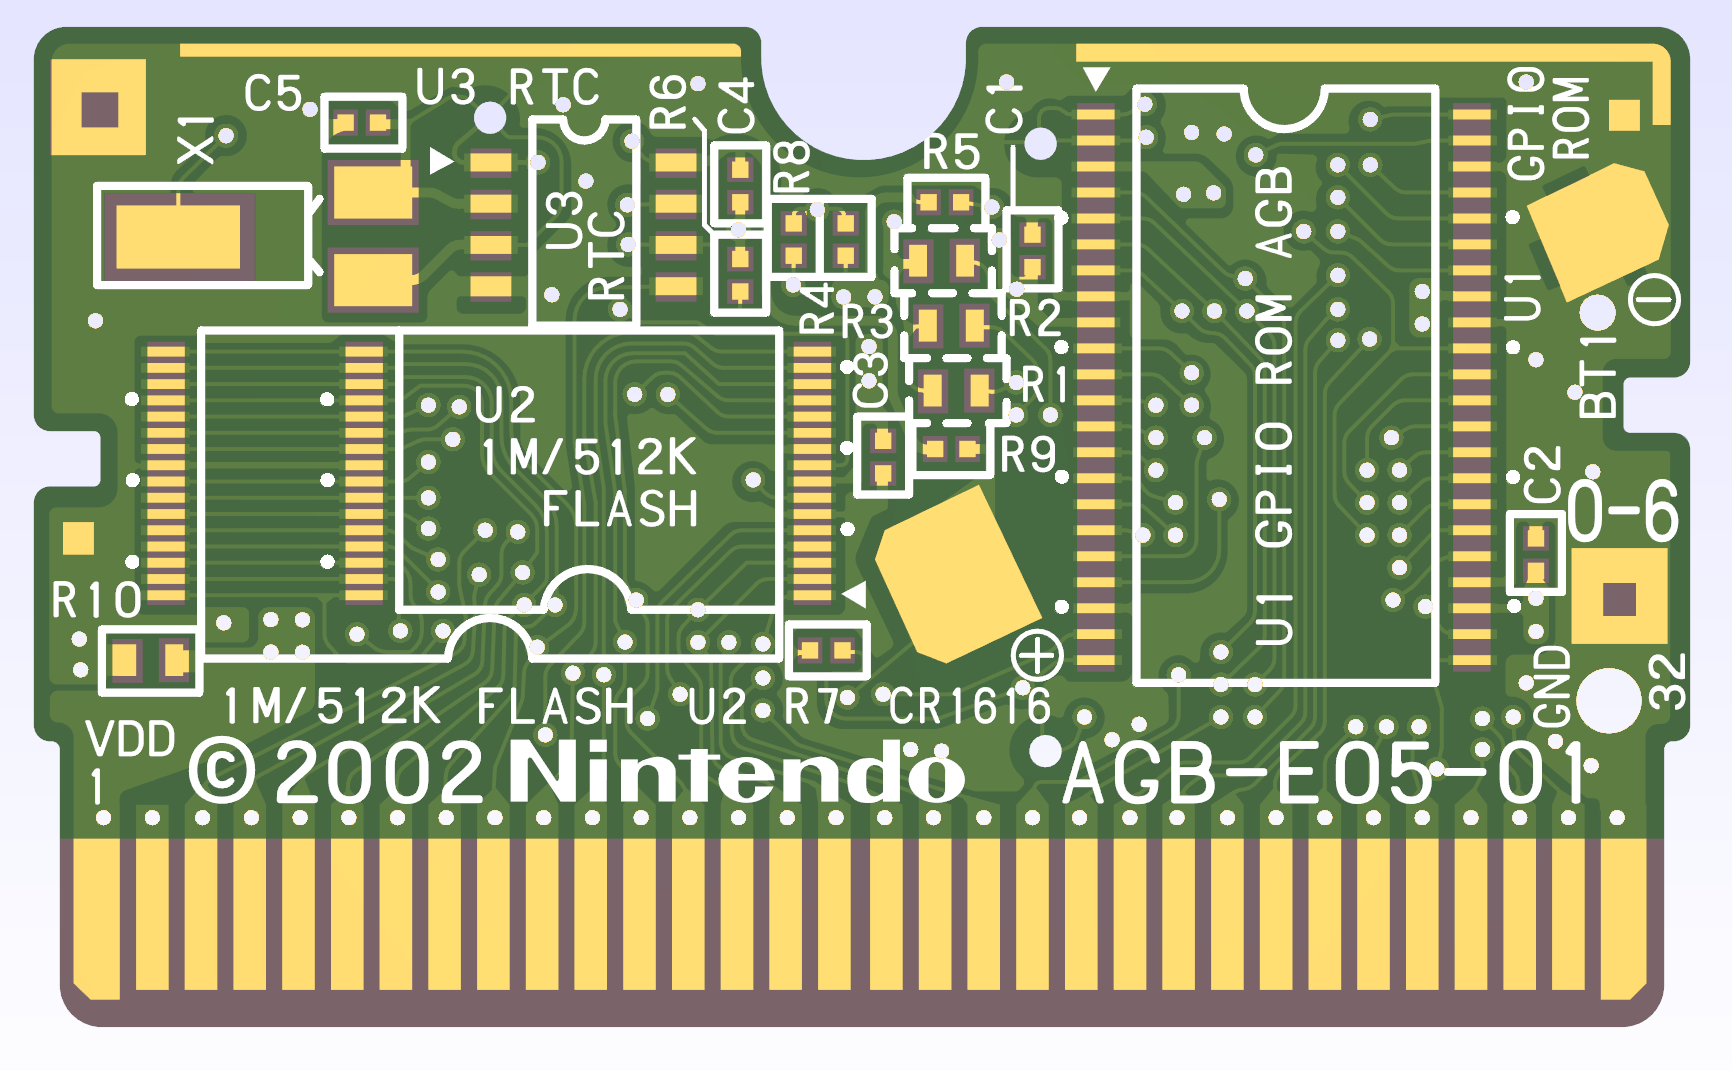 C5
U3 RTC
R6
C4
C1
GPIO
ROM
X1
R8
R5
U3
RTC
R4
R3
R2
U1
U1 GPIO ROM AGB
BT1
C3
R1
U2
1M/512K
FLASH
R9
C2
0-6
R10
1M/512K FLASH U2 R7 CR1616
GND
32
VDD
1
©2002 Nintendo AGB-E05-01